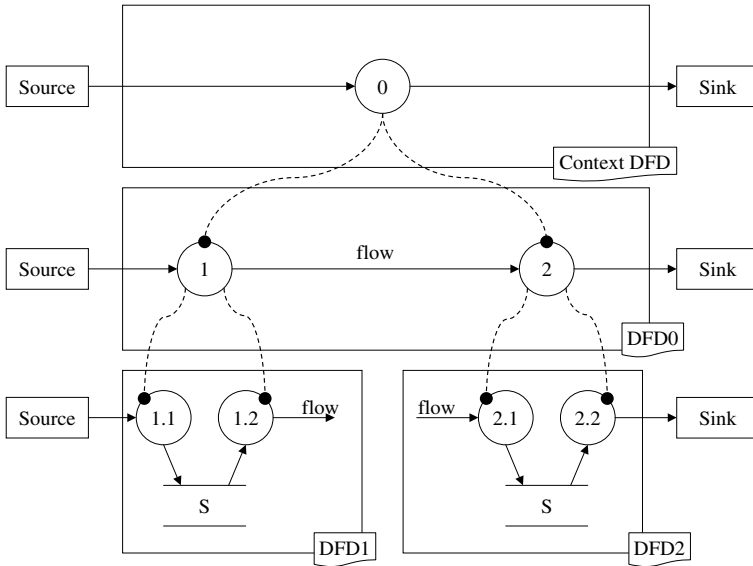 Source
0
Sink
Context DFD
Source
1
flow
2
Sink
DFD0
Source
1.1
1.2
flow
flow
2.1
2.2
Sink
S
S
DFD1
DFD2